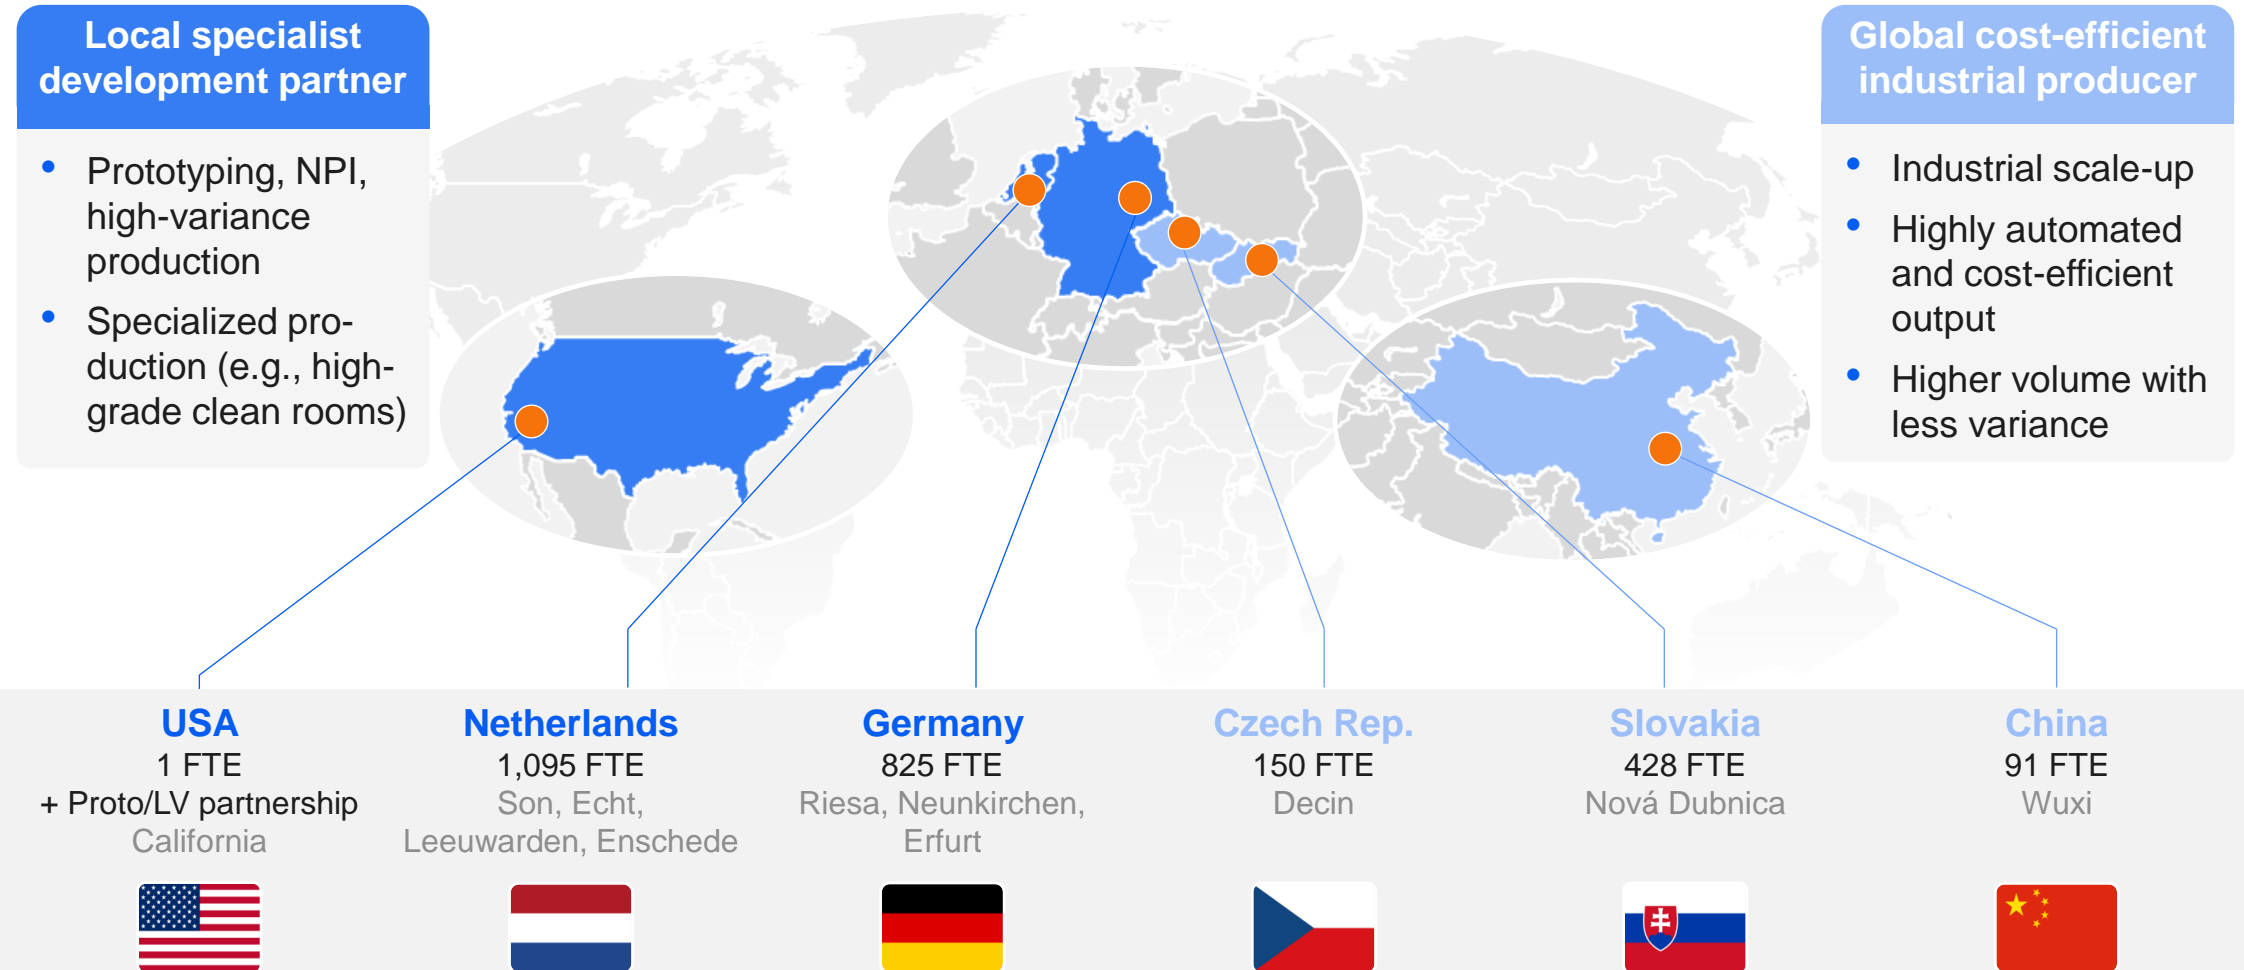 Local specialist
development partner
• Prototyping, NPI,
high-variance
production
• Specialized pro-
duction (e.g., high-
grade clean rooms)
Global cost-efficient
industrial producer
• Industrial scale-up
• Highly automated
and cost-efficient
output
• Higher volume with
less variance
USA
1 FTE
+ Proto/LV partnership
California
Netherlands
1,095 FTE
Son, Echt,
Leeuwarden, Enschede
Germany
825 FTE
Riesa, Neunkirchen,
Erfurt
Czech Rep.
150 FTE
Decin
Slovakia
428 FTE
Nová Dubnica
China
91 FTE
Wuxi